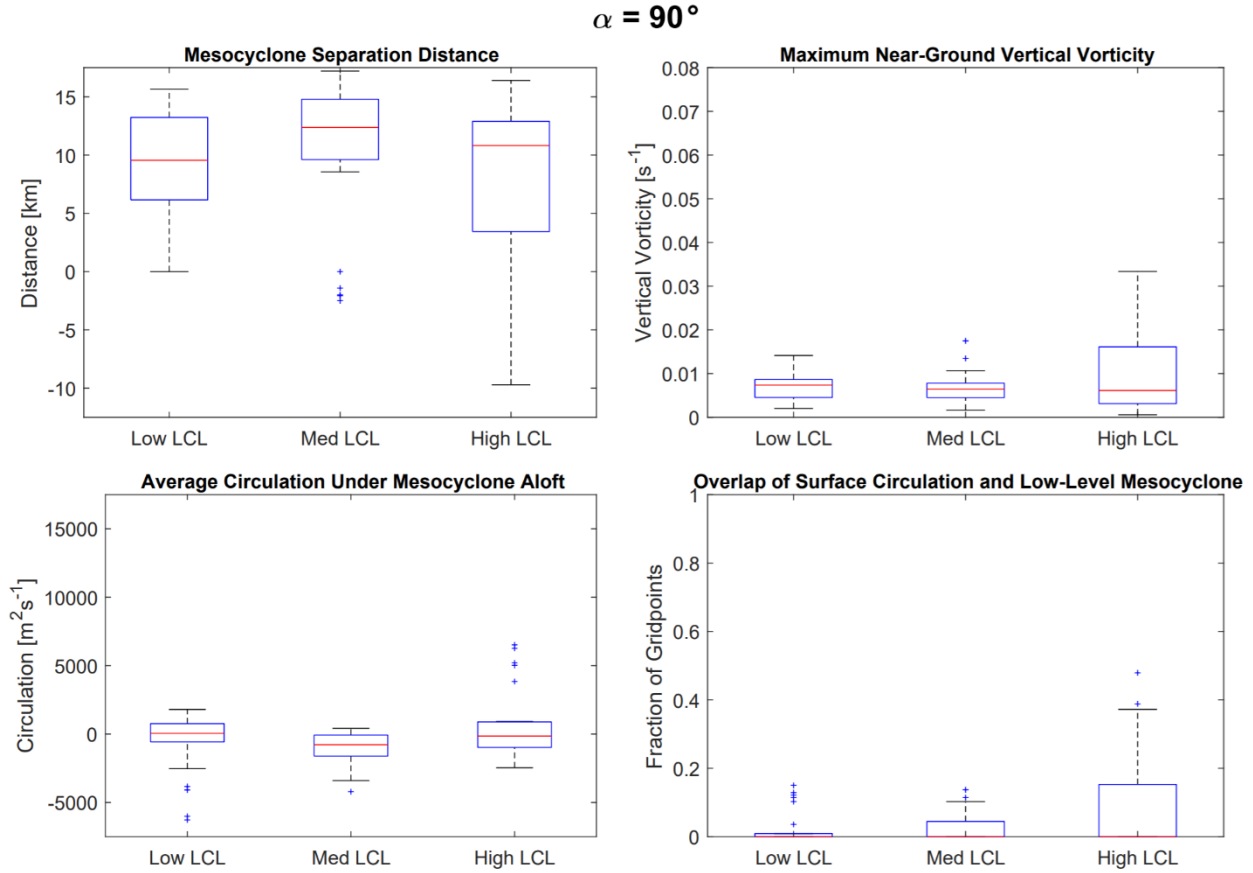 α = 90°
Mesocyclone Separation Distance
Distance [km]
15
10
5
0
-5
-10
Low LCL
Med LCL
High LCL
Maximum Near-Ground Vertical Vorticity
Vertical Vorticity [s⁻¹]
0.08
0.07
0.06
0.05
0.04
0.03
0.02
0.01
0
Low LCL
Med LCL
High LCL
Average Circulation Under Mesocyclone Aloft
Circulation [m²s⁻¹]
15000
10000
5000
0
-5000
Low LCL
Med LCL
High LCL
Overlap of Surface Circulation and Low-Level Mesocyclone
Fraction of Gridpoints
1
0.8
0.6
0.4
0.2
0
Low LCL
Med LCL
High LCL